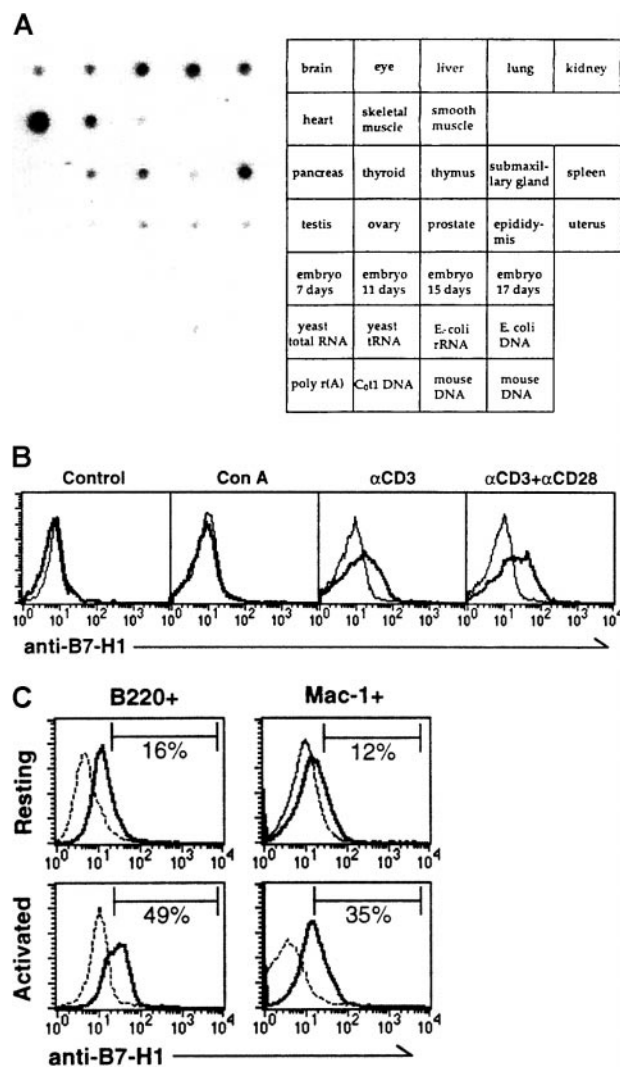 A
brain eye liver lung kidney
heart skeletal muscle smooth muscle
pancreas thyroid thymus submaxil-lary gland spleen
testis ovary prostate epididy-mis uterus
embryo 7 days embryo 11 days embryo 15 days embryo 17 days
yeast total RNA yeast tRNA E-coli rRNA E. coli DNA
poly r(A) C₀t1 DNA mouse DNA mouse DNA
B
Control Con A αCD3 αCD3+αCD28
10⁰ 10¹ 10² 10³ 10⁰ 10¹ 10² 10³ 10⁰ 10¹ 10² 10³ 10⁰ 10¹ 10² 10³ 10⁴
anti-B7-H1
C
B220+ Mac-1+
Resting
16% 12%
10⁰ 10¹ 10² 10³ 10⁴ 10⁰ 10¹ 10² 10³ 10⁴
Activated
49% 35%
10⁰ 10¹ 10² 10³ 10⁴ 10⁰ 10¹ 10² 10³ 10⁴
anti-B7-H1